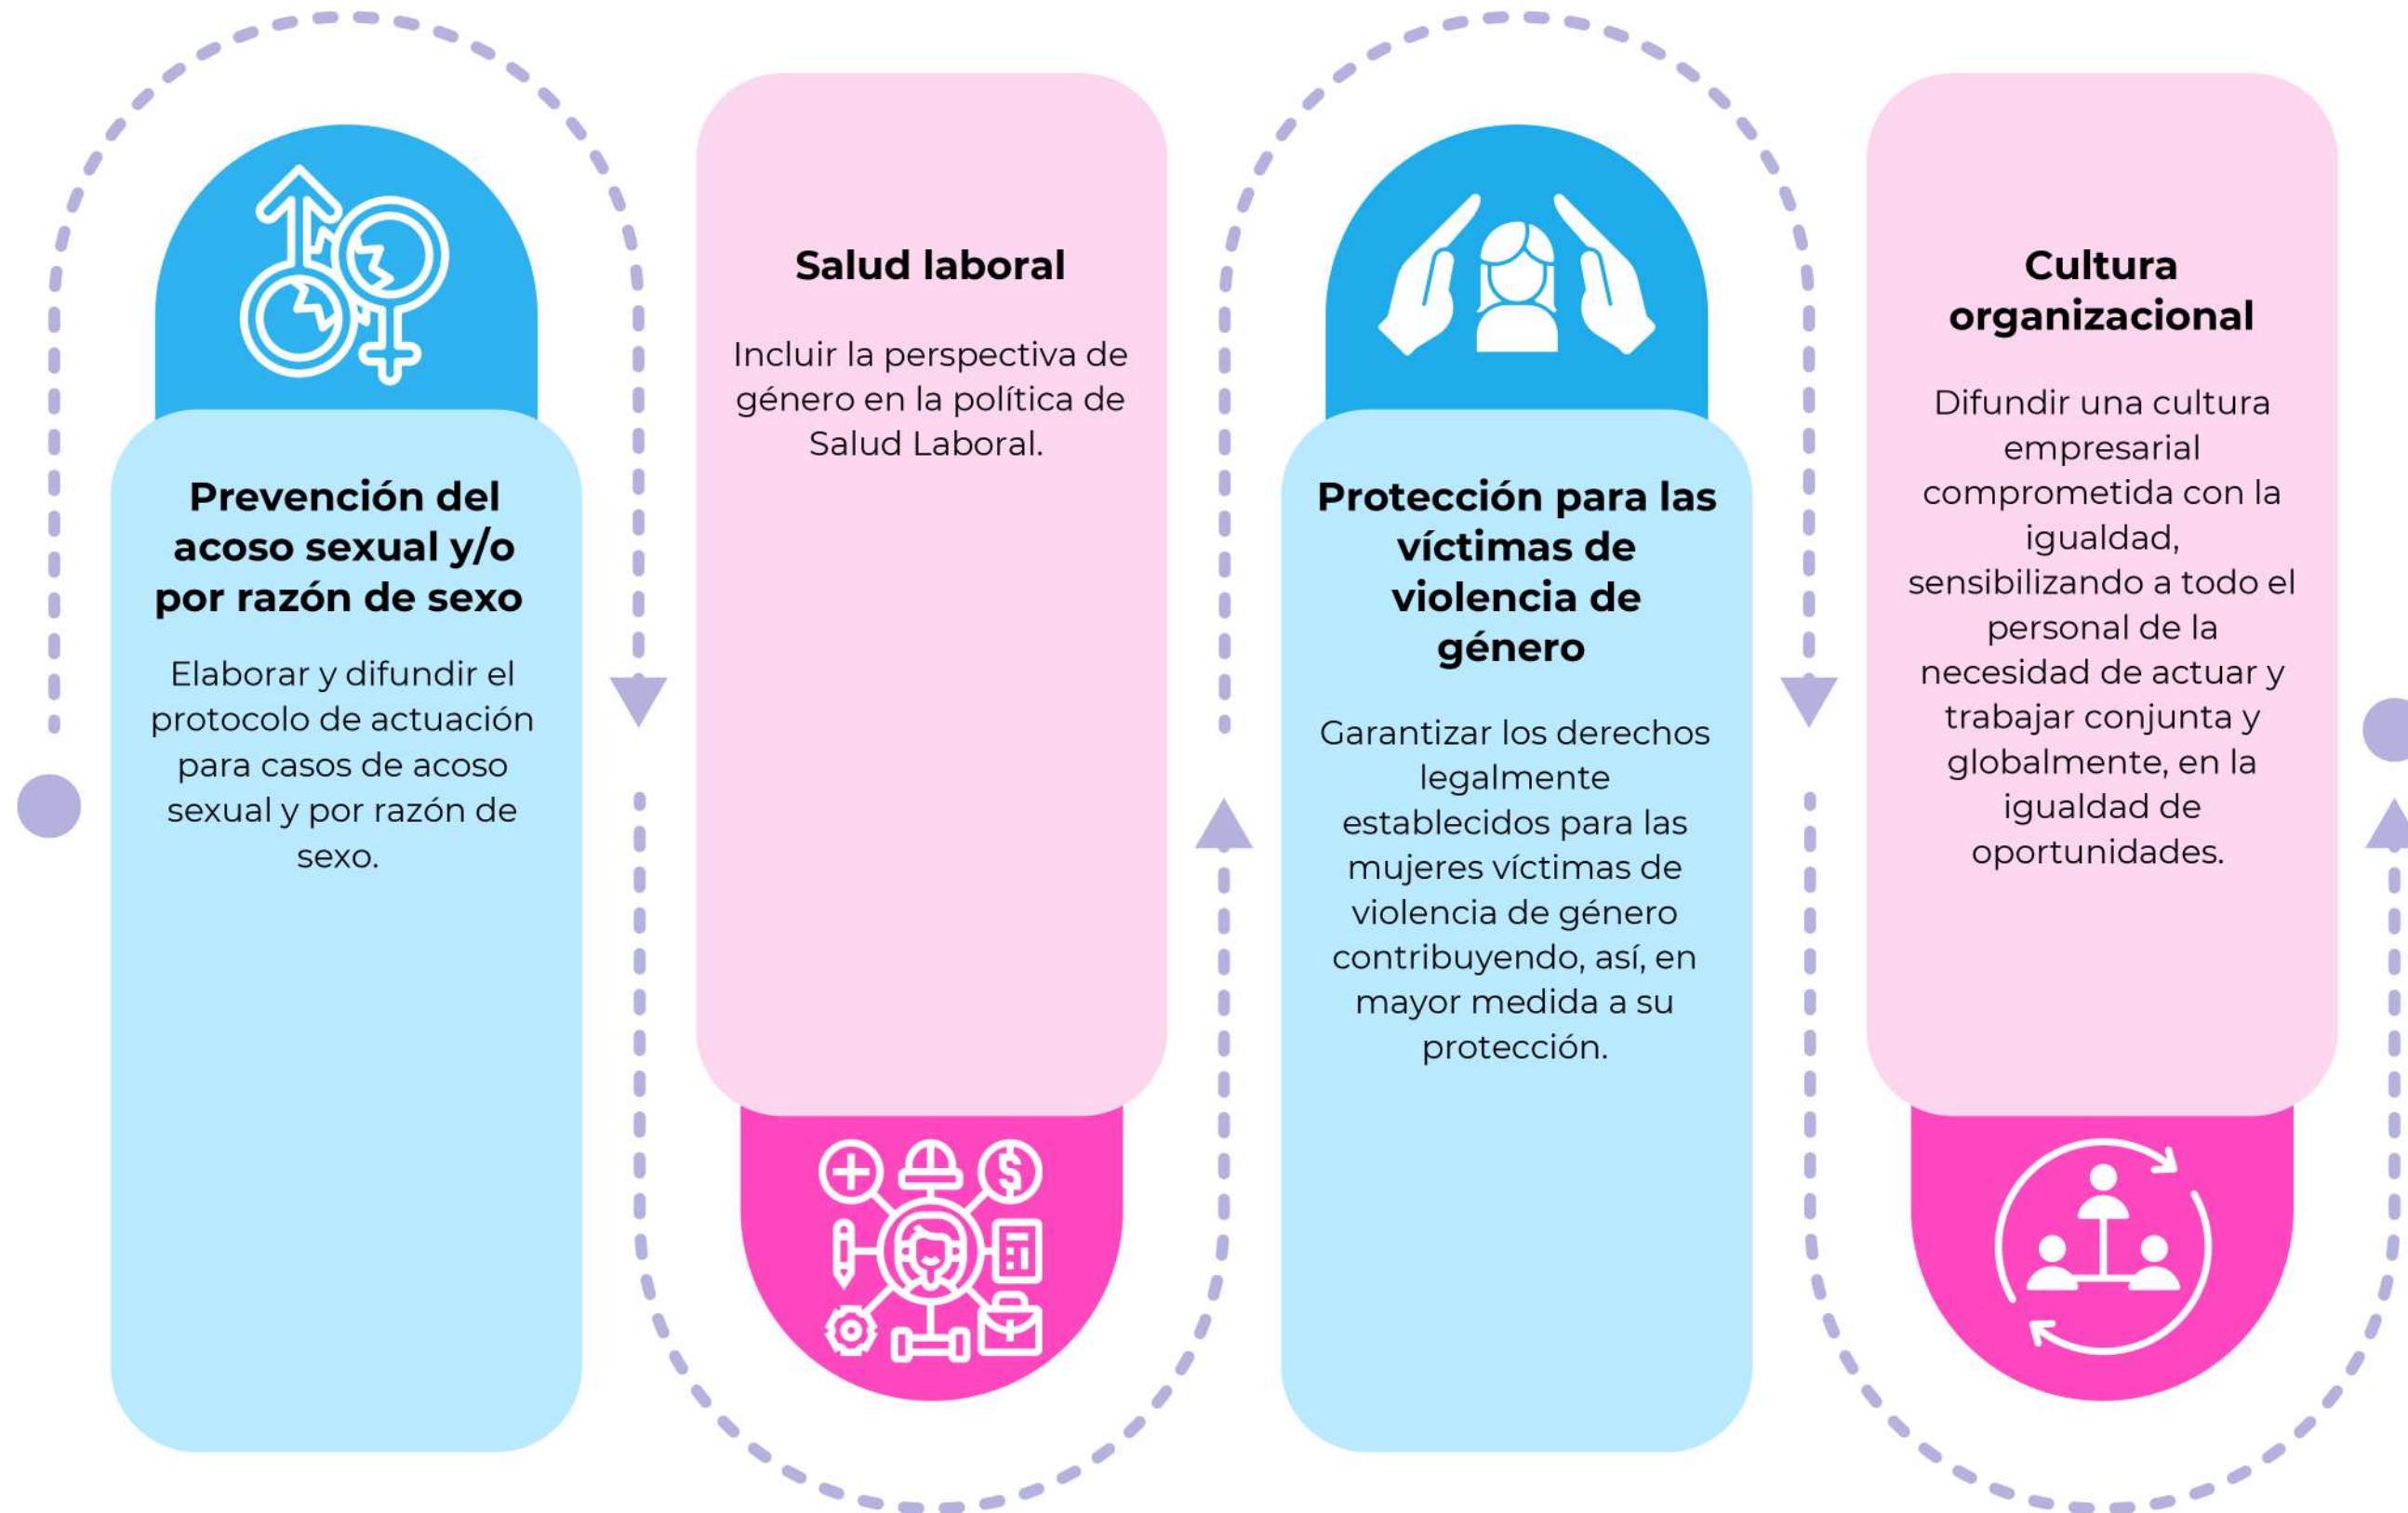 Prevención del
acoso sexual y/o
por razón de sexo
Elaborar y difundir el
protocolo de actuación
para casos de acoso
sexual y por razón de
sexo.
Salud laboral
Incluir la perspectiva de
género en la política de
Salud Laboral.
Protección para las
víctimas de
violencia de
género
Garantizar los derechos
legalmente
establecidos para las
mujeres víctimas de
violencia de género
contribuyendo, así, en
mayor medida a su
protección.
Cultura
organizacional
Difundir una cultura
empresarial
comprometida con la
igualdad,
sensibilizando a todo el
personal de la
necesidad de actuar y
trabajar conjunta y
globalmente, en la
igualdad de
oportunidades.